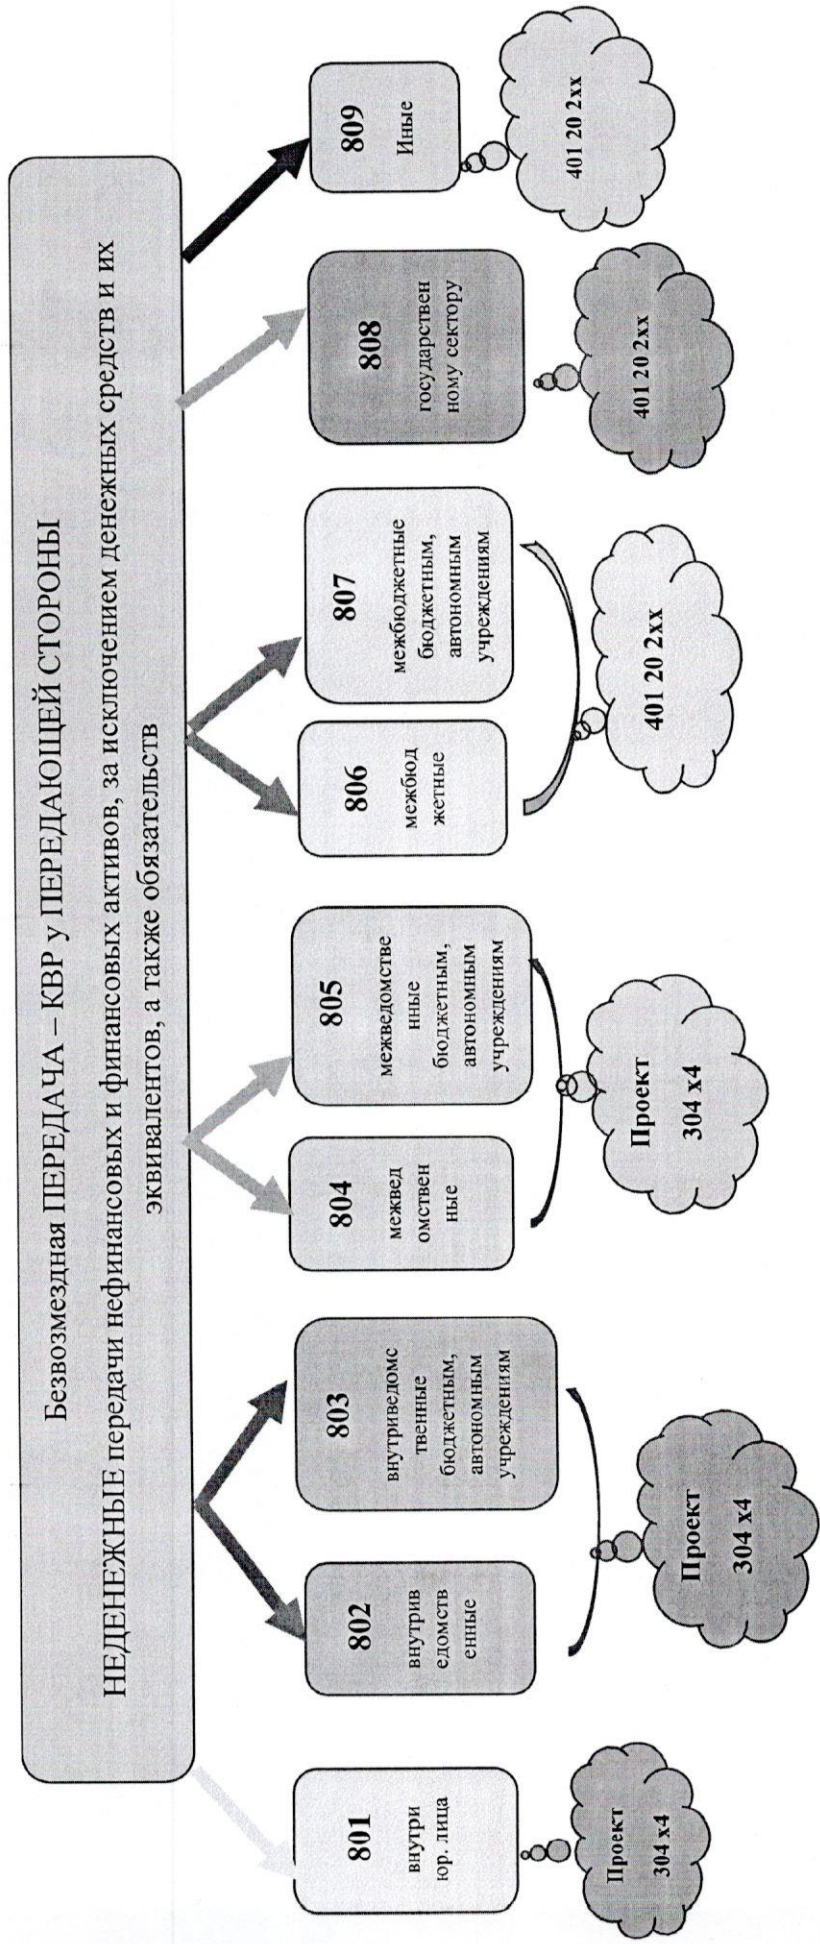 Безвозмездная ПЕРЕДАЧА – КВР у ПЕРЕДАЮЩЕЙ СТОРОНЫ
НЕДЕНЕЖНЫЕ передачи нефинансовых и финансовых активов, за исключением денежных средств и их
эквивалентов, а также обязательств
801
внутри
юр. лица
802
внутрив
едомств
енные
803
внутриведомс
твенные
бюджетным,
автономным
учреждениям
804
межвед
омствен
ные
805
межведомстве
нные
бюджетным,
автономным
учреждениям
806
межбюд
жетные
807
межбюджетные
бюджетным,
автономным
учреждениям
808
государствен
ному сектору
809
Иные
Проект
304 х4
Проект
304 х4
Проект
304 х4
401 20 2хх
401 20 2хх
401 20 2хх